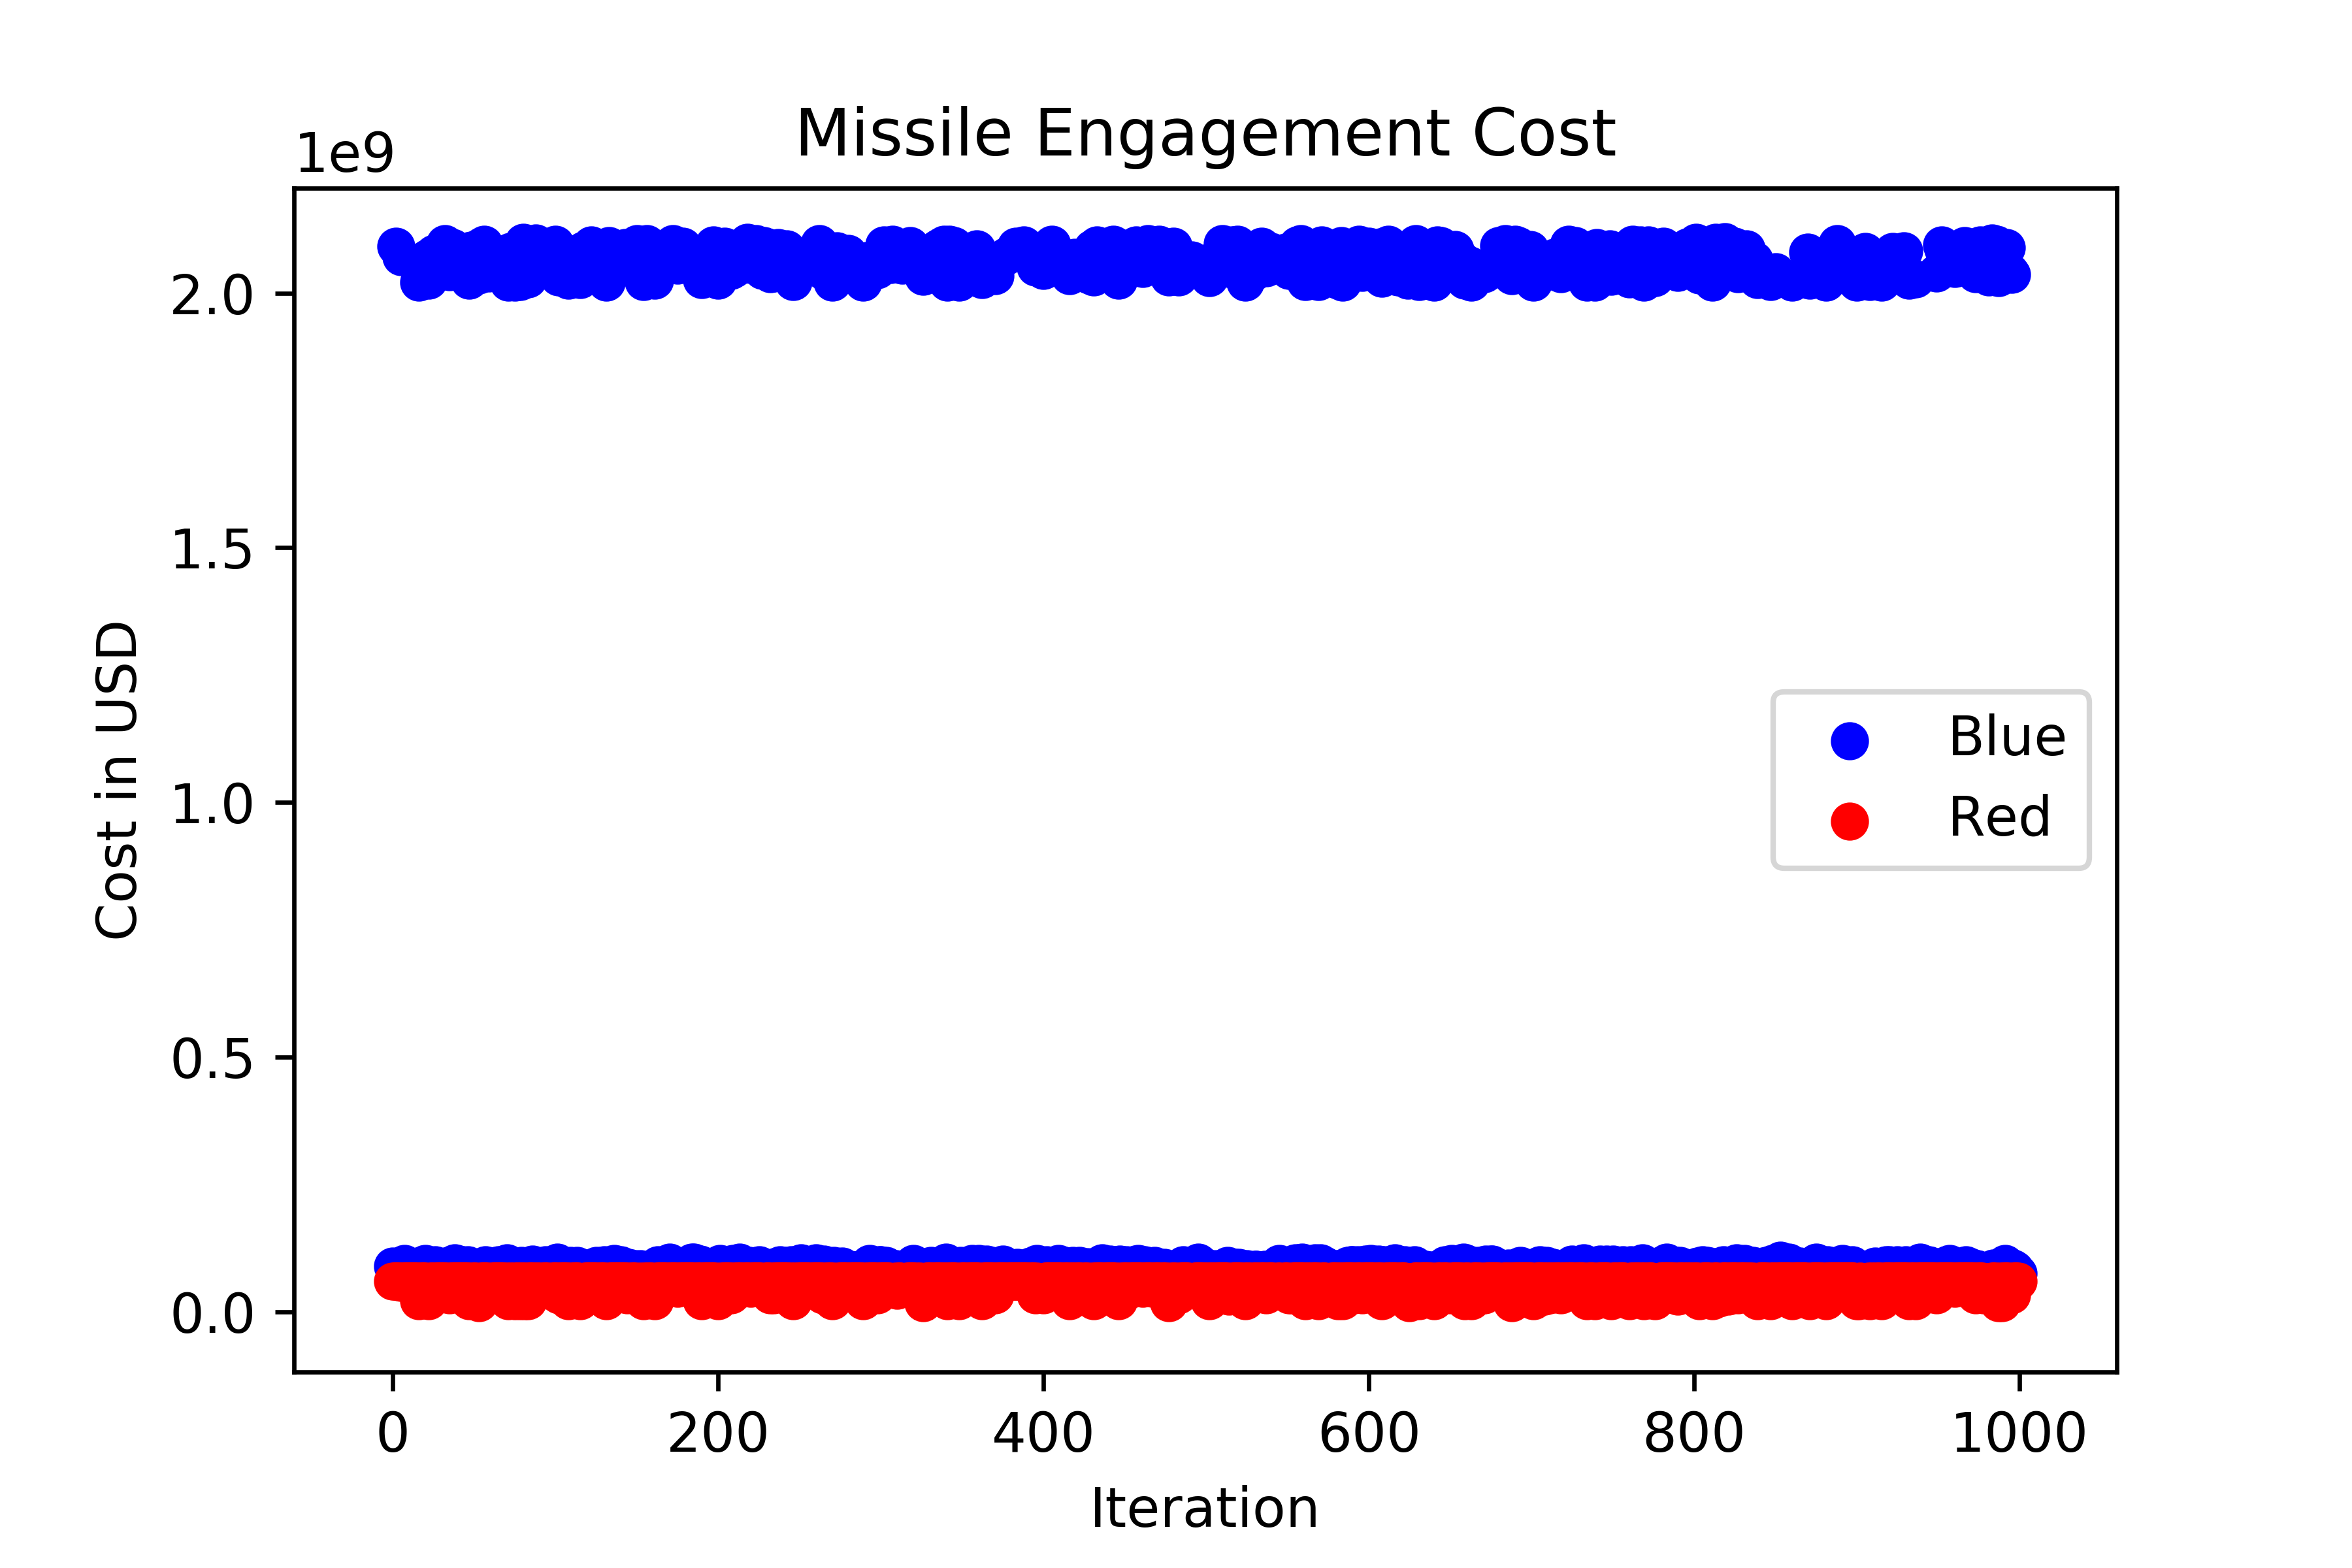 Missile Engagement Cost
1e9
2.0
1.5
1.0
0.5
0.0
Cost in USD
Blue
Red
0 200 400 600 800 1000
Iteration